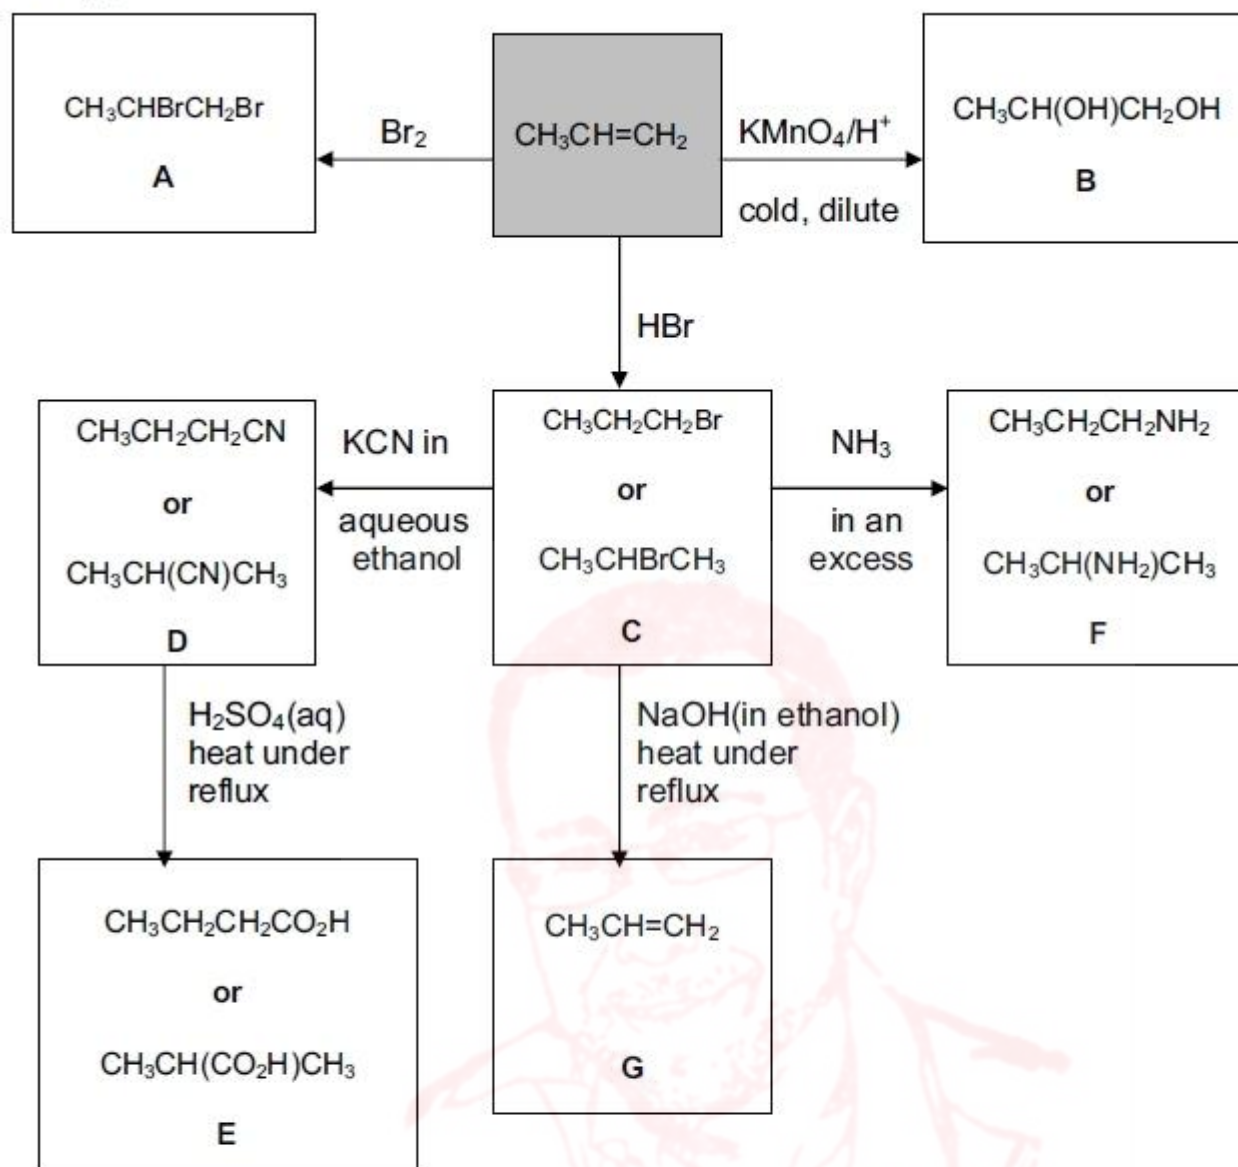 CH₃CHBrCH₂Br
A
Br₂
CH₃CH=CH₂
KMnO₄/H⁺
cold, dilute
CH₃CH(OH)CH₂OH
B
HBr
CH₃CH₂CH₂CN
or
CH₃CH(CN)CH₃
D
KCN in
aqueous
ethanol
CH₃CH₂CH₂Br
or
CH₃CHBrCH₃
C
NH₃
in an
excess
CH₃CH₂CH₂NH₂
or
CH₃CH(NH₂)CH₃
F
H₂SO₄(aq)
heat under
reflux
NaOH(in ethanol)
heat under
reflux
CH₃CH₂CH₂CO₂H
or
CH₃CH(CO₂H)CH₃
E
CH₃CH=CH₂
G